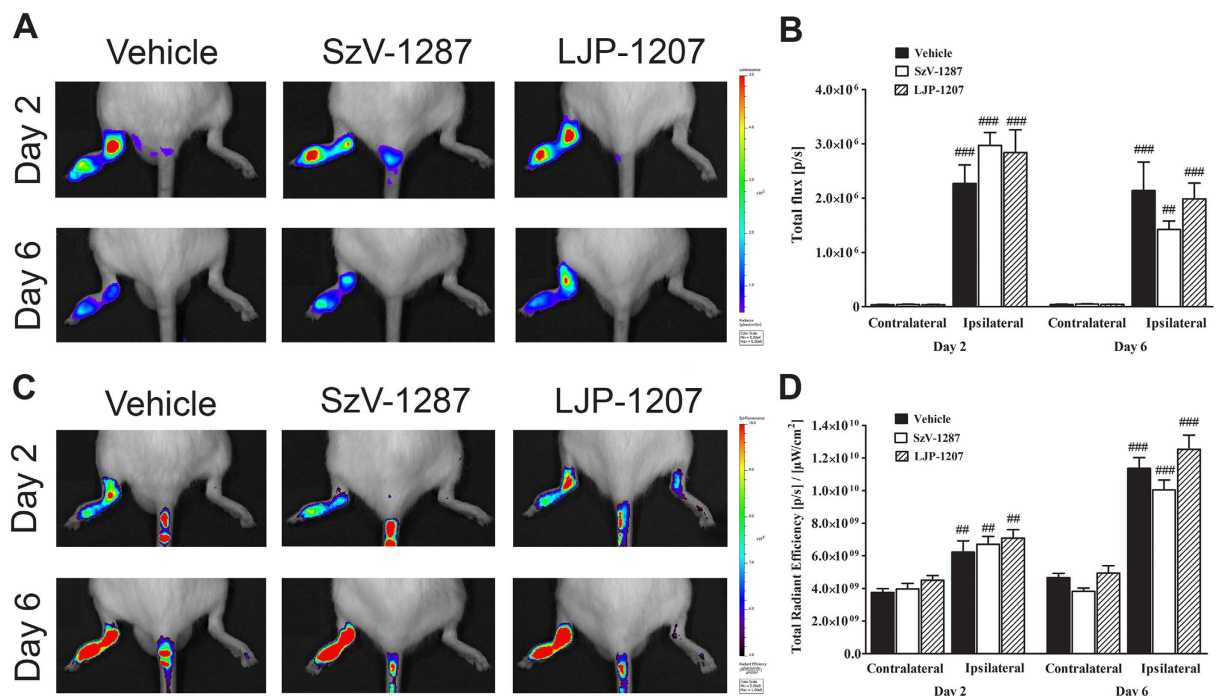 A
Vehicle SzV-1287 LJP-1207
Day 2
Day 6
B
Vehicle
SzV-1287
LJP-1207
Total flux [p/s]
4.0×10⁶
3.0×10⁶
2.0×10⁶
1.0×10⁶
0
###
###
###
###
##
###
Contralateral Ipsilateral Contralateral Ipsilateral
Day 2 Day 6
C
Vehicle SzV-1287 LJP-1207
Day 2
Day 6
D
Vehicle
SzV-1287
LJP-1207
Total Radiant Efficiency [p/s] / [µW/cm²]
1.4×10¹⁰
1.2×10¹⁰
1.0×10¹⁰
8.0×10⁰⁹
6.0×10⁰⁹
4.0×10⁰⁹
2.0×10⁰⁹
0.0
##
##
##
###
###
###
Contralateral Ipsilateral Contralateral Ipsilateral
Day 2 Day 6